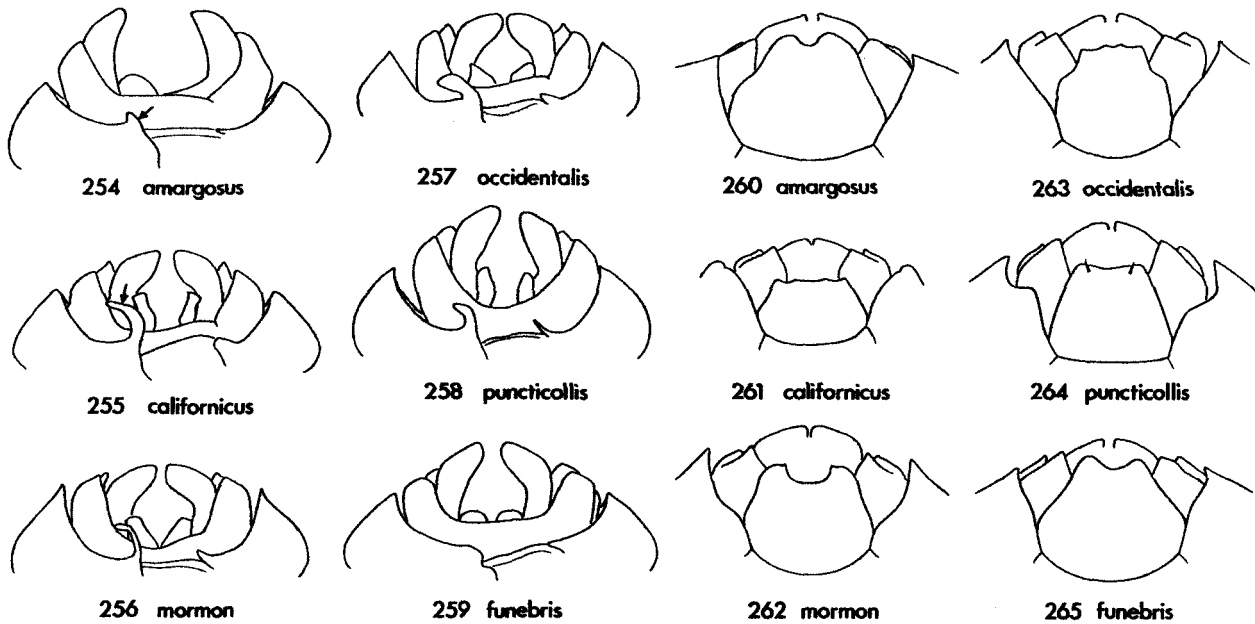 254 amargosus
257 occidentalis
260 amargosus
263 occidentalis
255 californicus
258 puncticollis
261 californicus
264 puncticollis
256 mormon
259 funebris
262 mormon
265 funebris